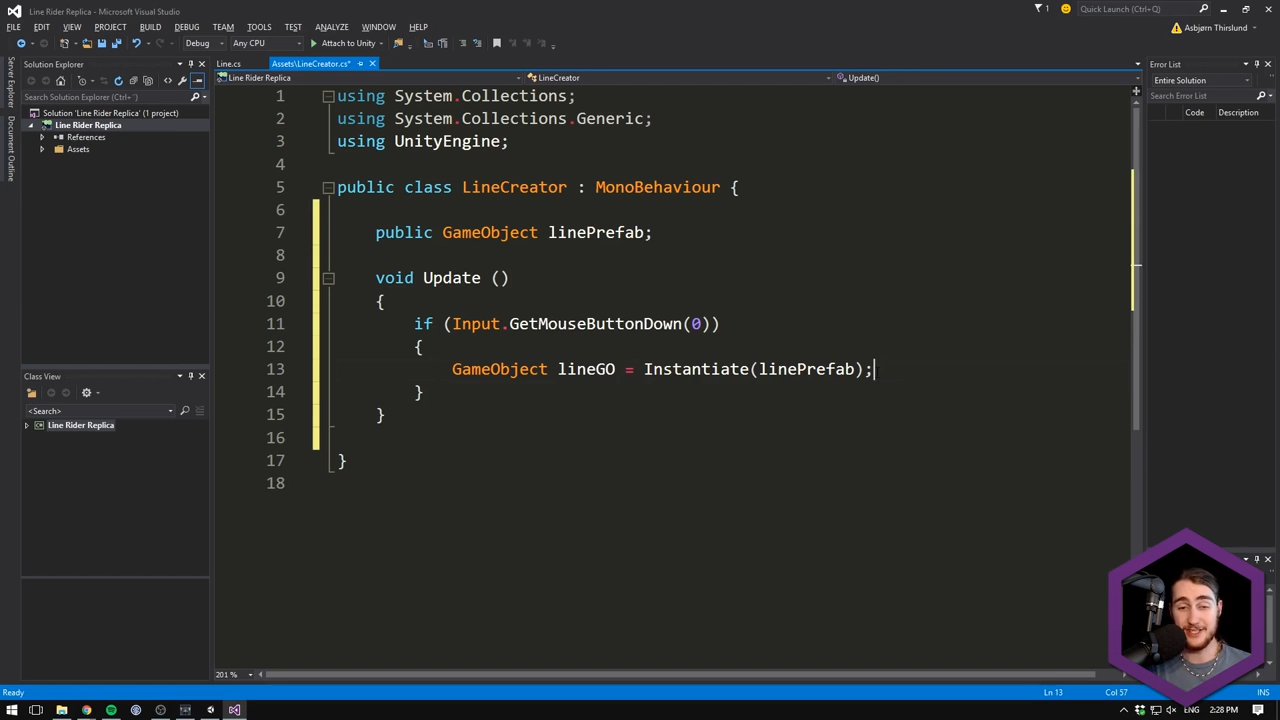 Line Rider Replica - Microsoft Visual Studio
1
Quick Launch (Ctrl+Q)
FILE EDIT VIEW PROJECT BUILD DEBUG TEAM TOOLS TEST ANALYZE WINDOW HELP
Asbjørn Thirslund
Debug Any CPU Attach to Unity
Server Explorer
Document Outline
Solution Explorer
Search Solution Explorer (Ctrl+')
Solution 'Line Rider Replica' (1 project)
Line Rider Replica
References
Assets
Class View
<Search>
Line Rider Replica
Line.cs Assets\LineCreator.cs*
Line Rider Replica LineCreator Update()
1 using System.Collections;
2 using System.Collections.Generic;
3 using UnityEngine;
4
5 public class LineCreator : MonoBehaviour {
6
7 public GameObject linePrefab;
8
9 void Update ()
10 {
11 if (Input.GetMouseButtonDown(0))
12 {
13 GameObject lineGO = Instantiate(linePrefab);
14 }
15 }
16
17 }
18
201 %
Error List
Entire Solution
Search Error List
Code Description
Ready Ln 13 Col 57 INS
ENG 2:28 PM